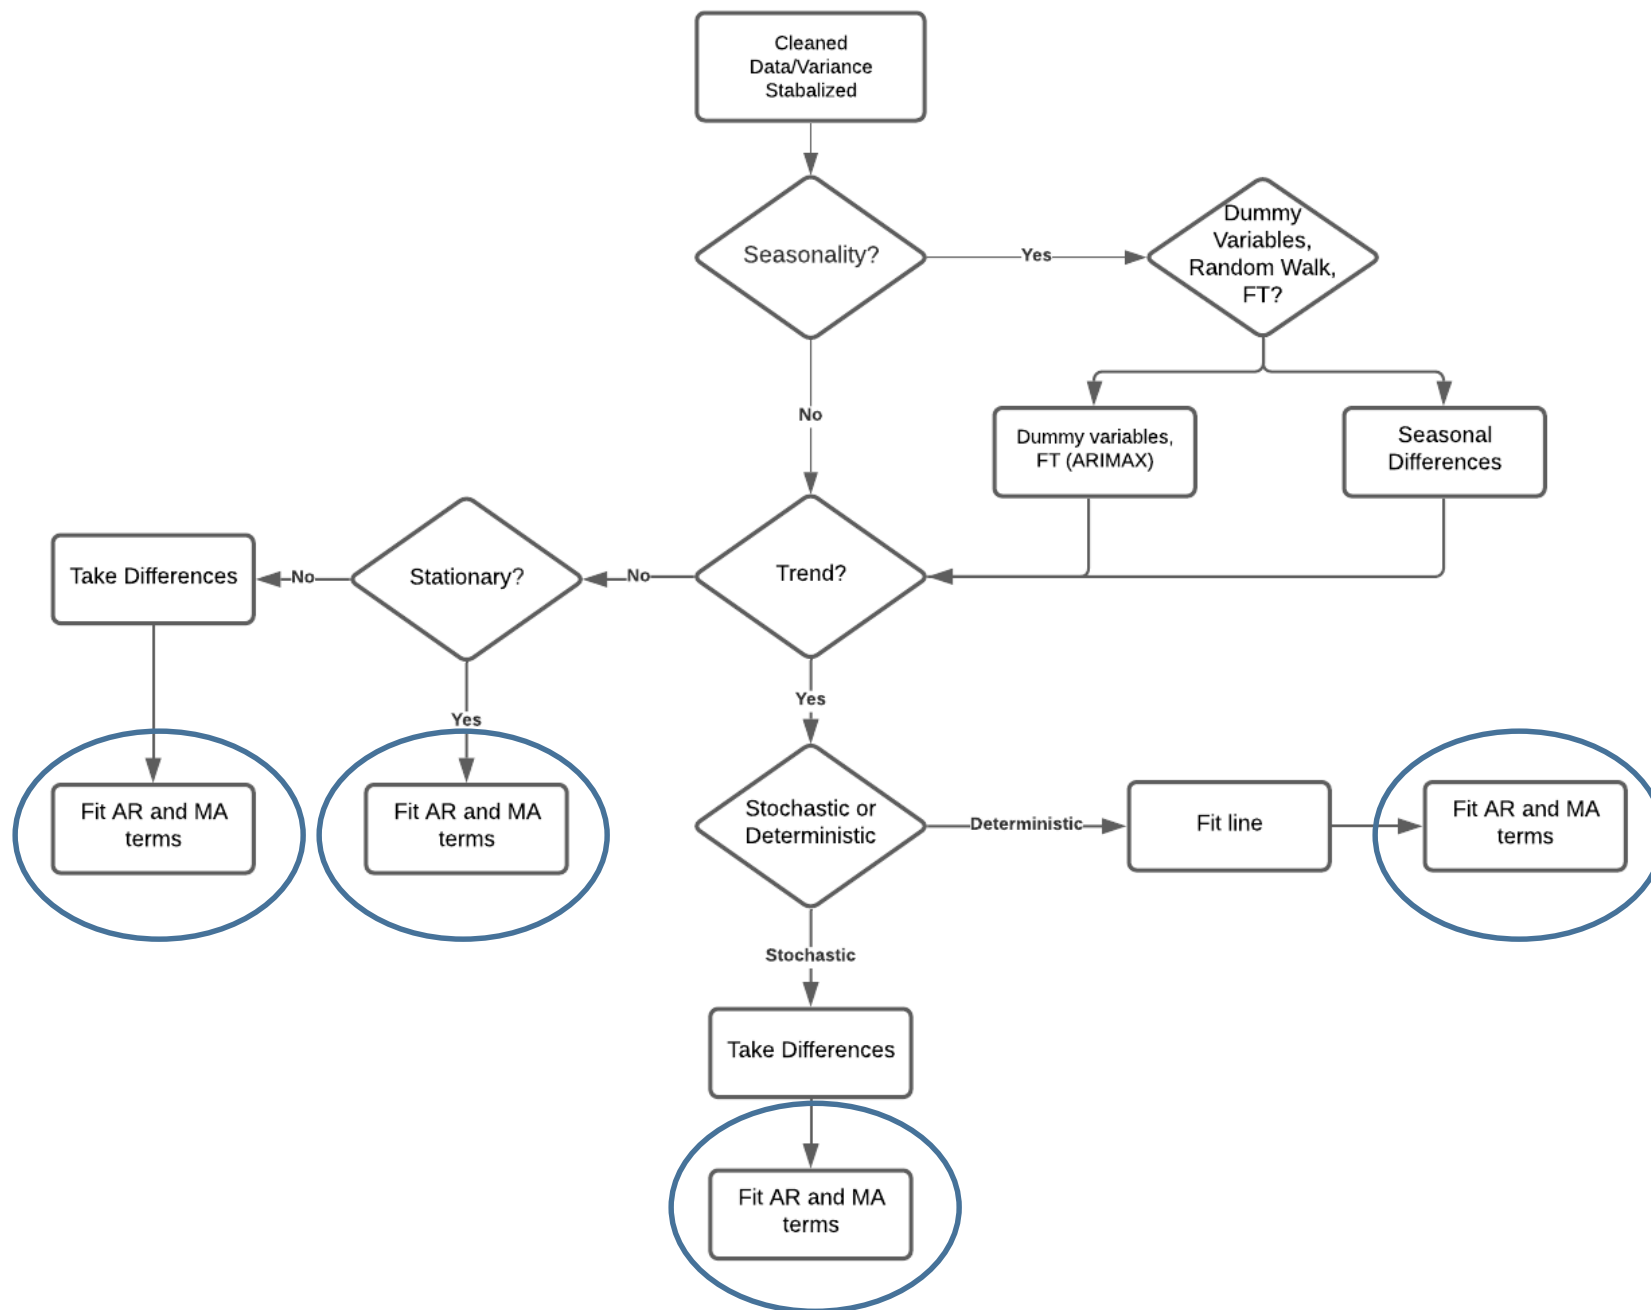 Cleaned
Data/Variance
Stabalized
Seasonality?
Yes
Dummy
Variables,
Random Walk,
FT?
No
Dummy variables,
FT (ARIMAX)
Seasonal
Differences
Take Differences
No
Stationary?
No
Trend?
Yes
Yes
Fit AR and MA
terms
Fit AR and MA
terms
Stochastic or
Deterministic
Deterministic
Fit line
Fit AR and MA
terms
Stochastic
Take Differences
Fit AR and MA
terms